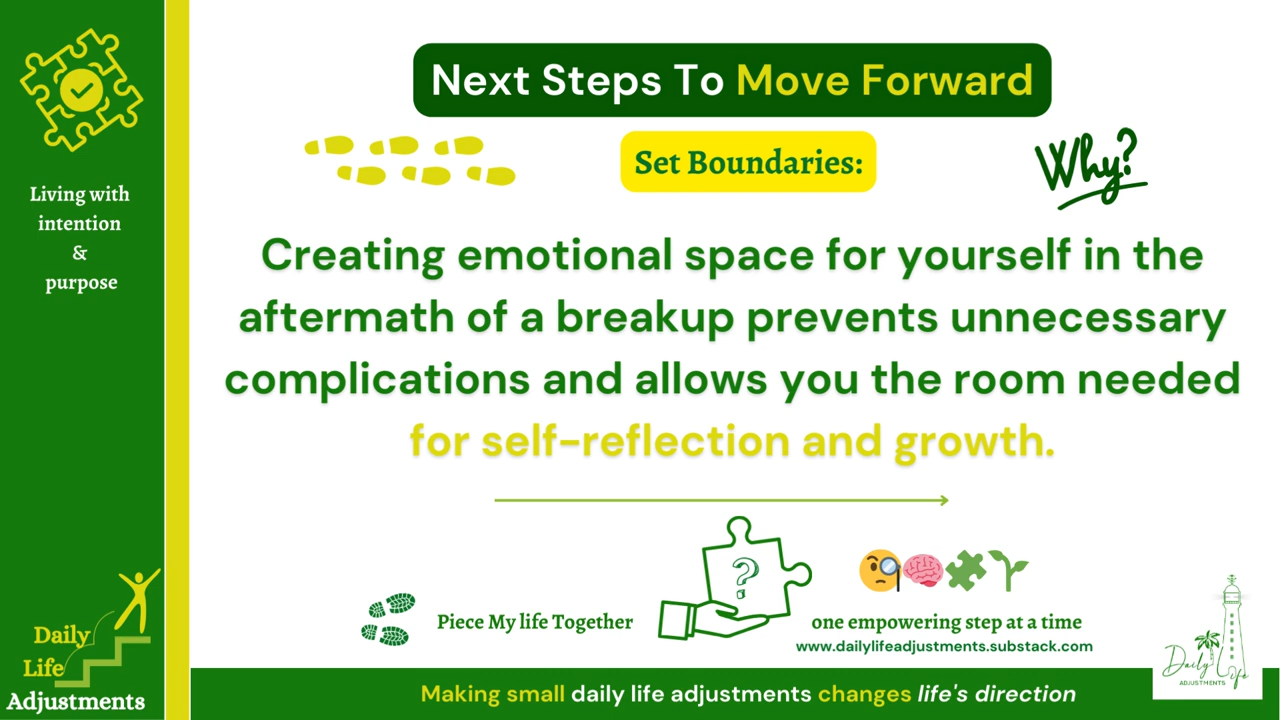 Next Steps To Move Forward
Set Boundaries:
Why?
Living with
intention
&
purpose
Creating emotional space for yourself in the
aftermath of a breakup prevents unnecessary
complications and allows you the room needed
for self-reflection and growth.
?
Piece My life Together
one empowering step at a time
www.dailylifeadjustments.substack.com
Daily
Life
Adjustments
Daily Life
ADJUSTMENTS
Making small daily life adjustments changes life's direction